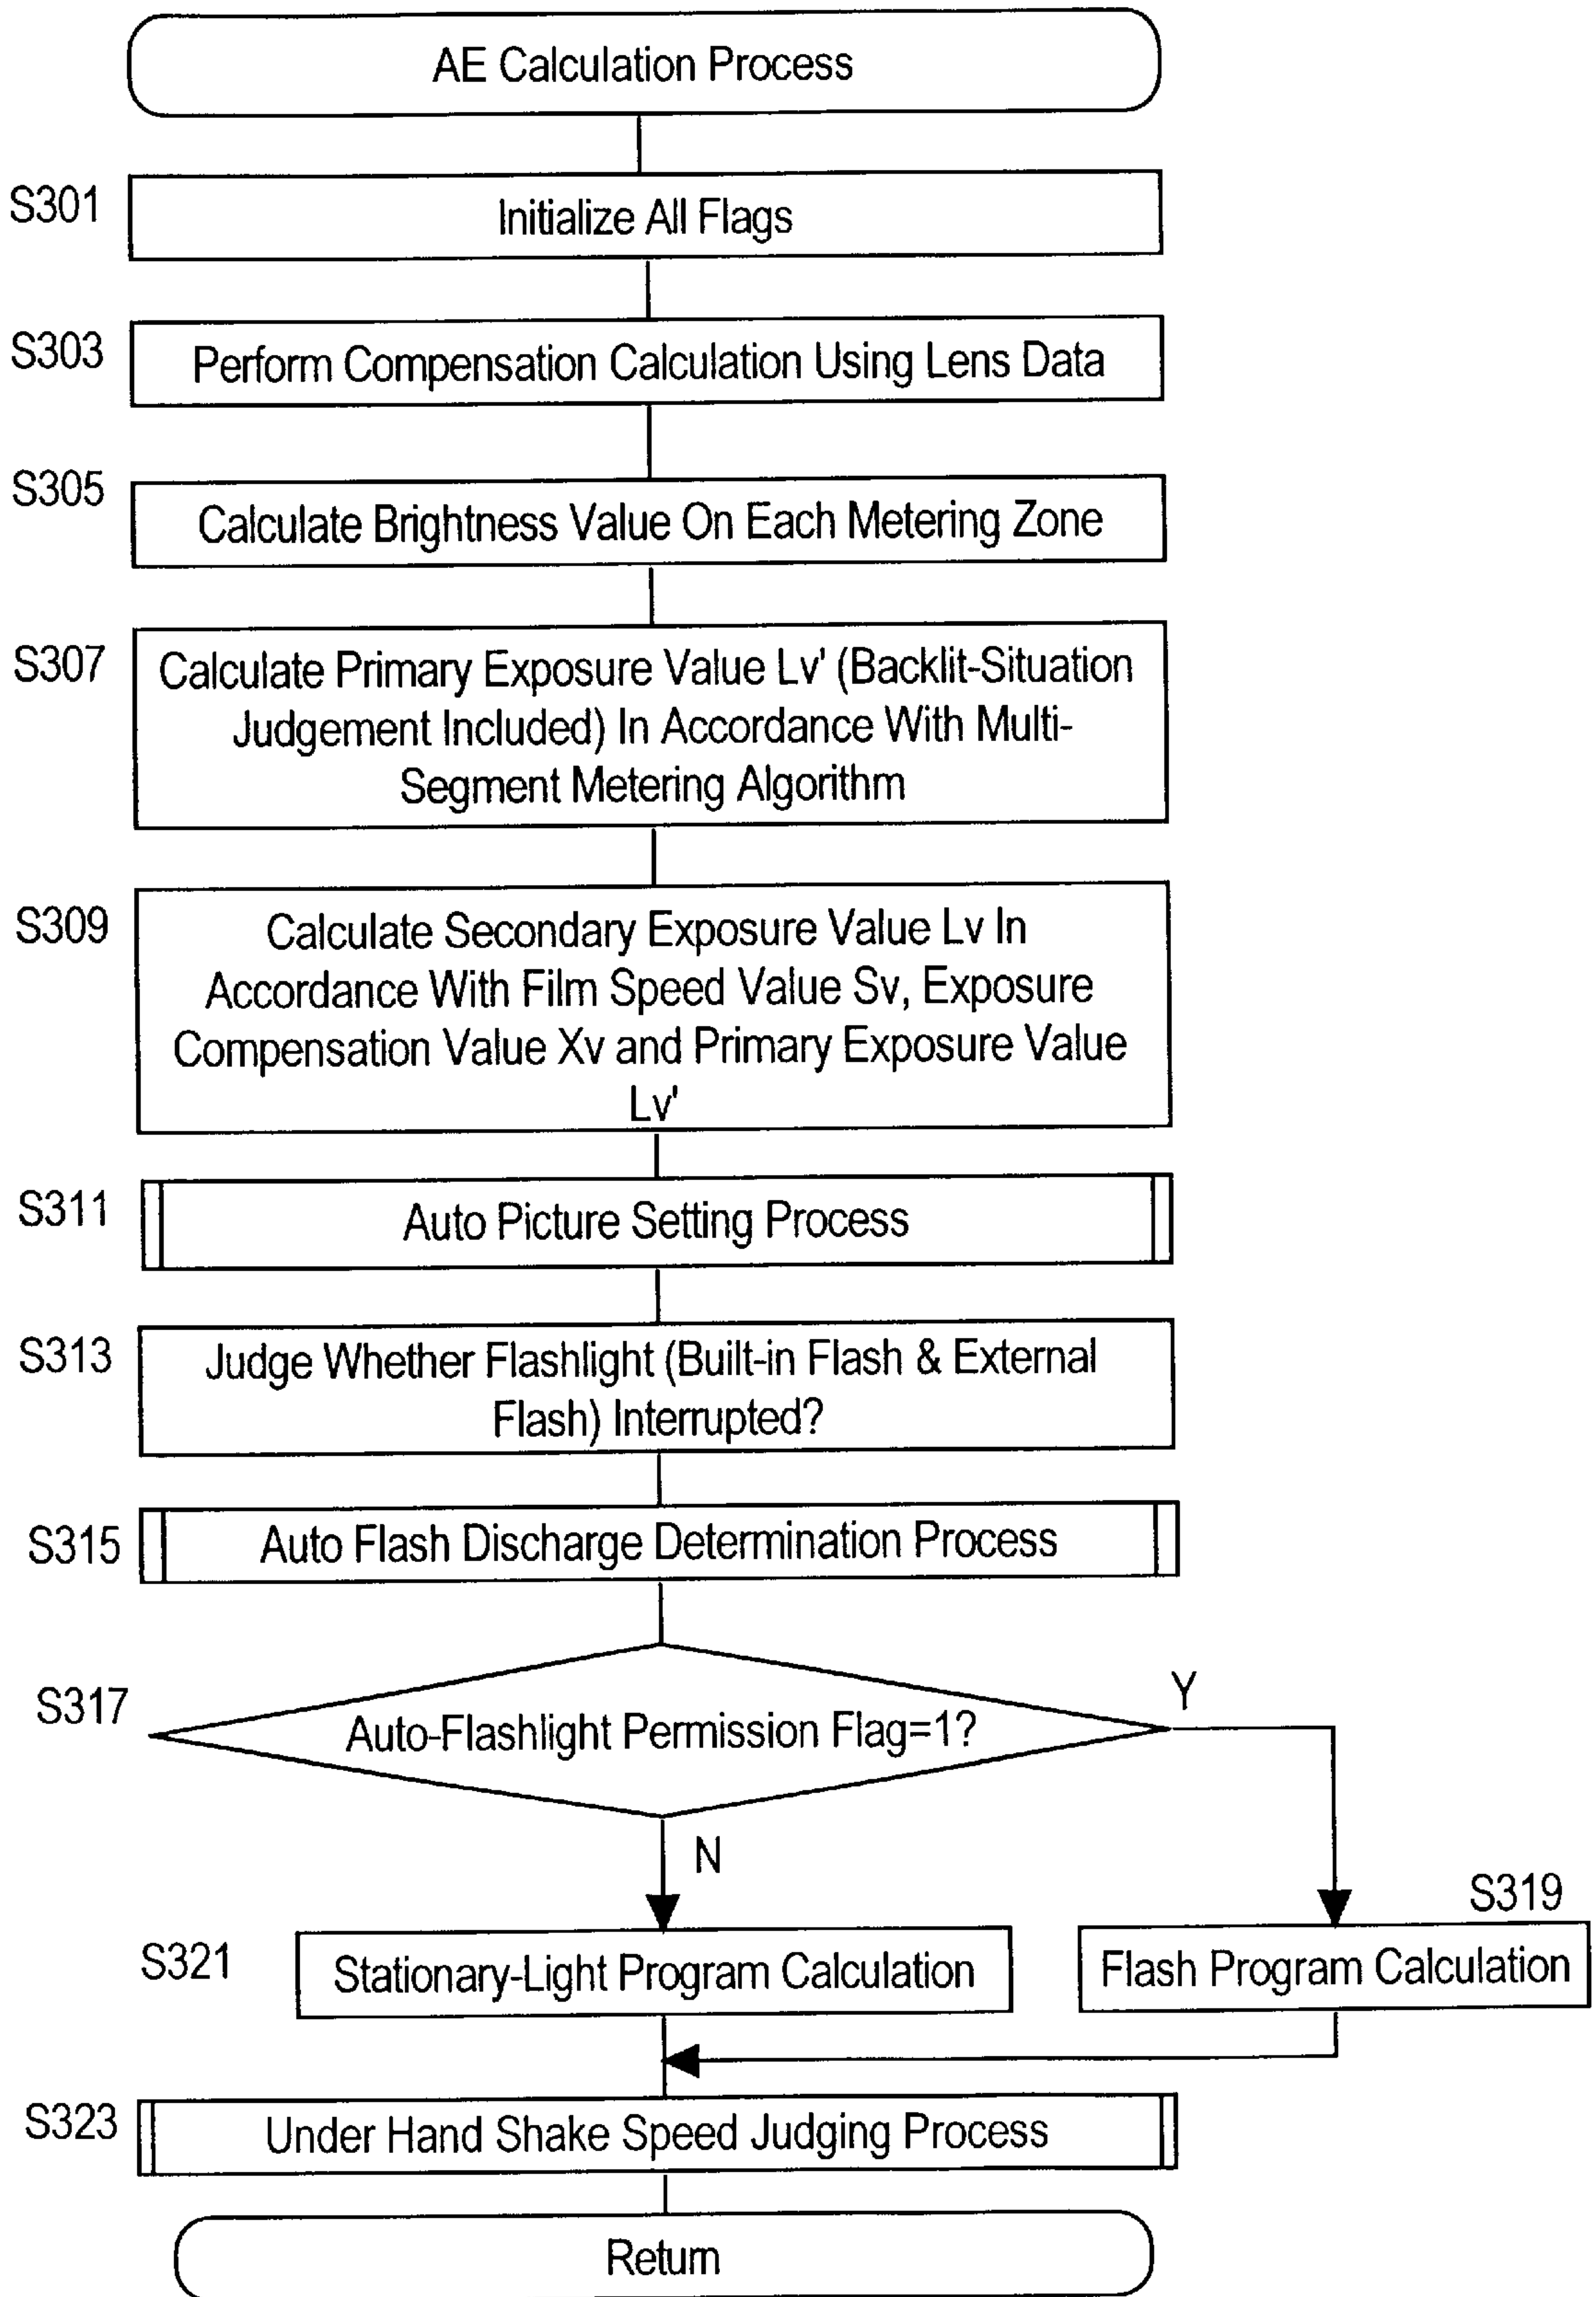 AE Calculation Process
S301
Initialize All Flags
S303
Perform Compensation Calculation Using Lens Data
S305
Calculate Brightness Value On Each Metering Zone
S307
Calculate Primary Exposure Value Lv' (Backlit-Situation
Judgement Included) In Accordance With Multi-
Segment Metering Algorithm
S309
Calculate Secondary Exposure Value Lv In
Accordance With Film Speed Value Sv, Exposure
Compensation Value Xv and Primary Exposure Value
Lv'
S311
Auto Picture Setting Process
S313
Judge Whether Flashlight (Built-in Flash & External
Flash) Interrupted?
S315
Auto Flash Discharge Determination Process
S317
Auto-Flashlight Permission Flag=1?
Y
N
S319
S321
Stationary-Light Program Calculation
Flash Program Calculation
S323
Under Hand Shake Speed Judging Process
Return